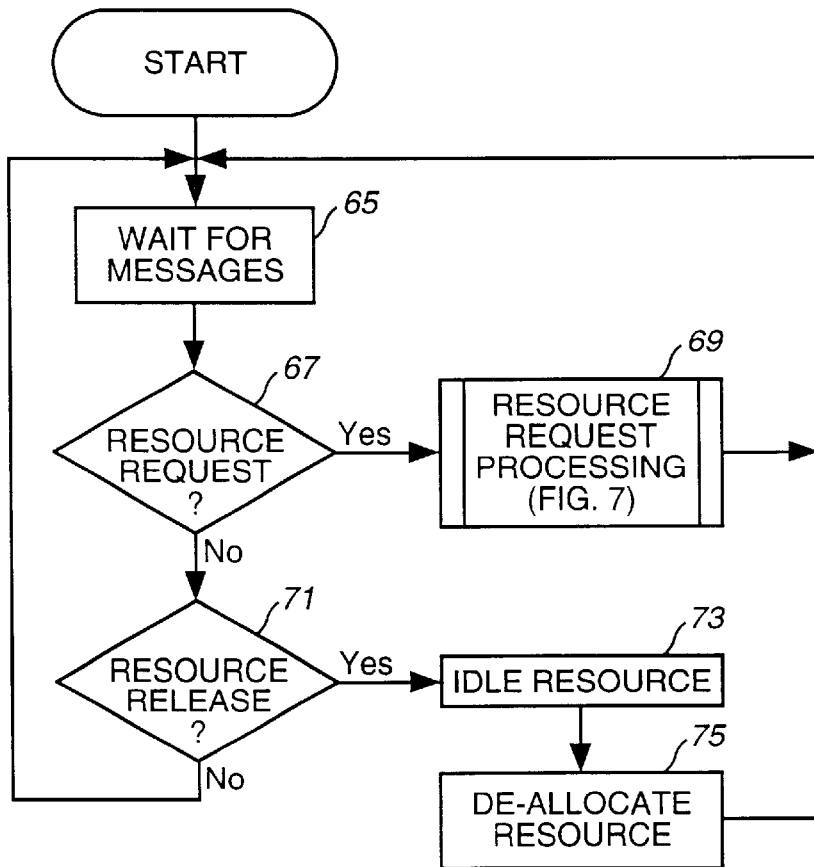 START
65
WAIT FOR
MESSAGES
67
RESOURCE
REQUEST
?
Yes
69
RESOURCE
REQUEST
PROCESSING
(FIG. 7)
No
71
RESOURCE
RELEASE
?
Yes
73
IDLE RESOURCE
No
75
DE-ALLOCATE
RESOURCE